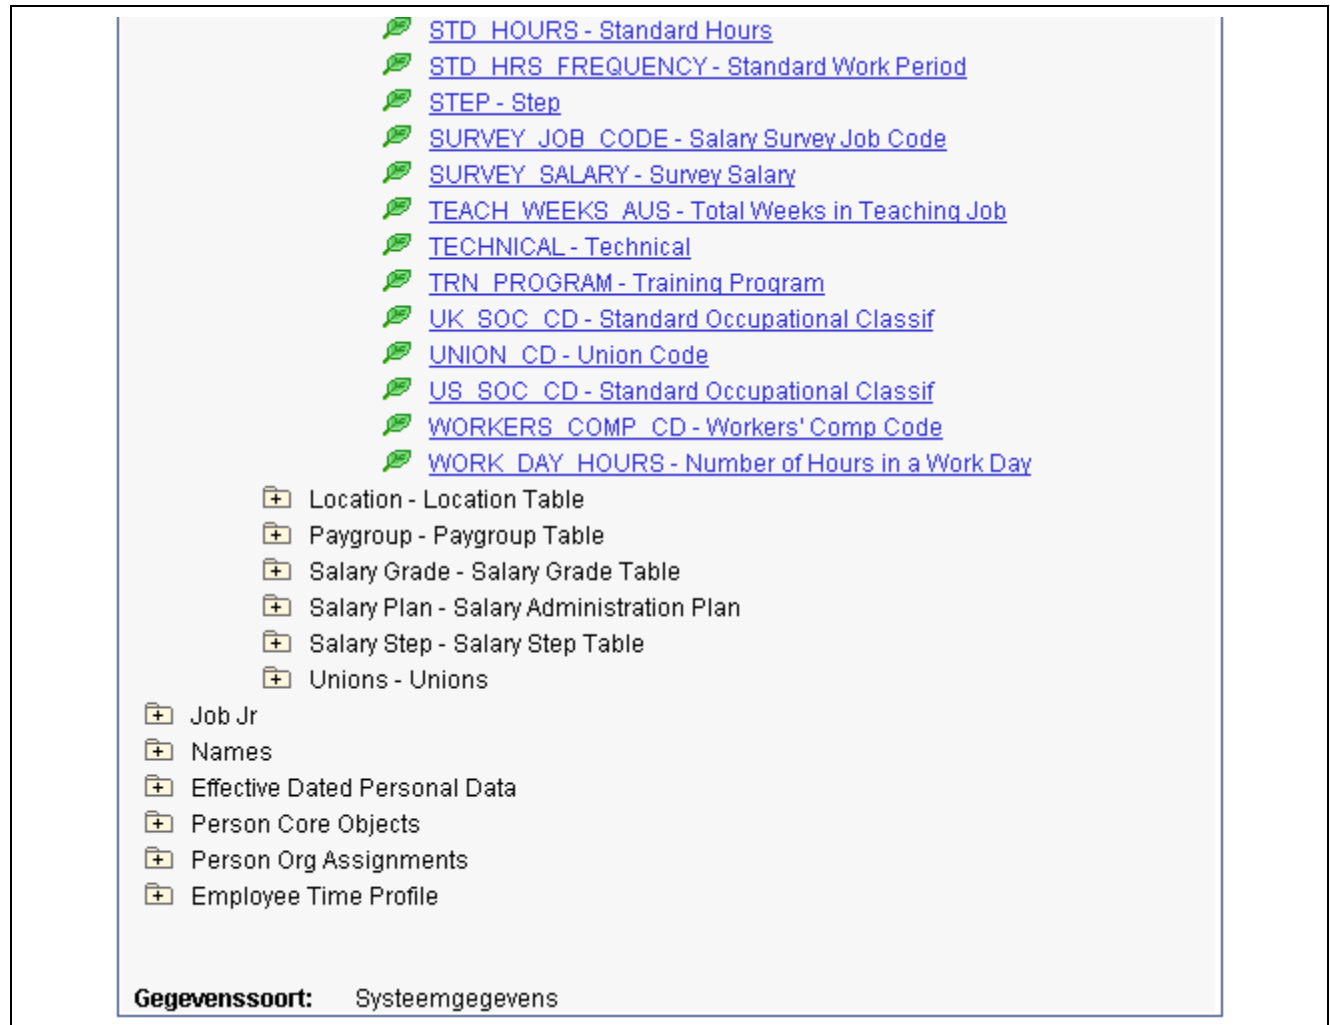 STD_HOURS - Standard Hours
STD_HRS_FREQUENCY - Standard Work Period
STEP - Step
SURVEY_JOB_CODE - Salary Survey Job Code
SURVEY_SALARY - Survey Salary
TEACH_WEEKS_AUS - Total Weeks in Teaching Job
TECHNICAL - Technical
TRN_PROGRAM - Training Program
UK_SOC_CD - Standard Occupational Classif
UNION_CD - Union Code
US_SOC_CD - Standard Occupational Classif
WORKERS_COMP_CD - Workers' Comp Code
WORK_DAY_HOURS - Number of Hours in a Work Day
Location - Location Table
Paygroup - Paygroup Table
Salary Grade - Salary Grade Table
Salary Plan - Salary Administration Plan
Salary Step - Salary Step Table
Unions - Unions
Job Jr
Names
Effective Dated Personal Data
Person Core Objects
Person Org Assignments
Employee Time Profile
Gegevenssoort: Systeemgegevens